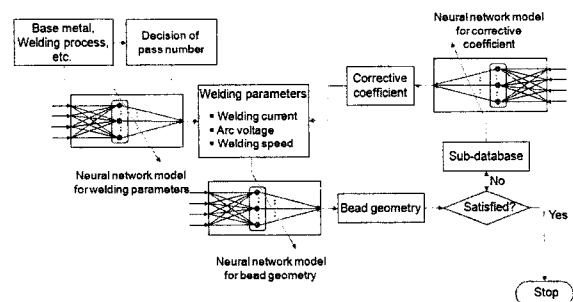 Base metal,
Welding process,
etc.
Decision of
pass number
Neural network model
for corrective
coefficient
Welding parameters
• Welding current
• Arc voltage
• Welding speed
Corrective
coefficient
Neural network model
for welding parameters
Sub-database
No
Bead geometry
Satisfied?
Yes
Neural network model
for bead geometry
Stop